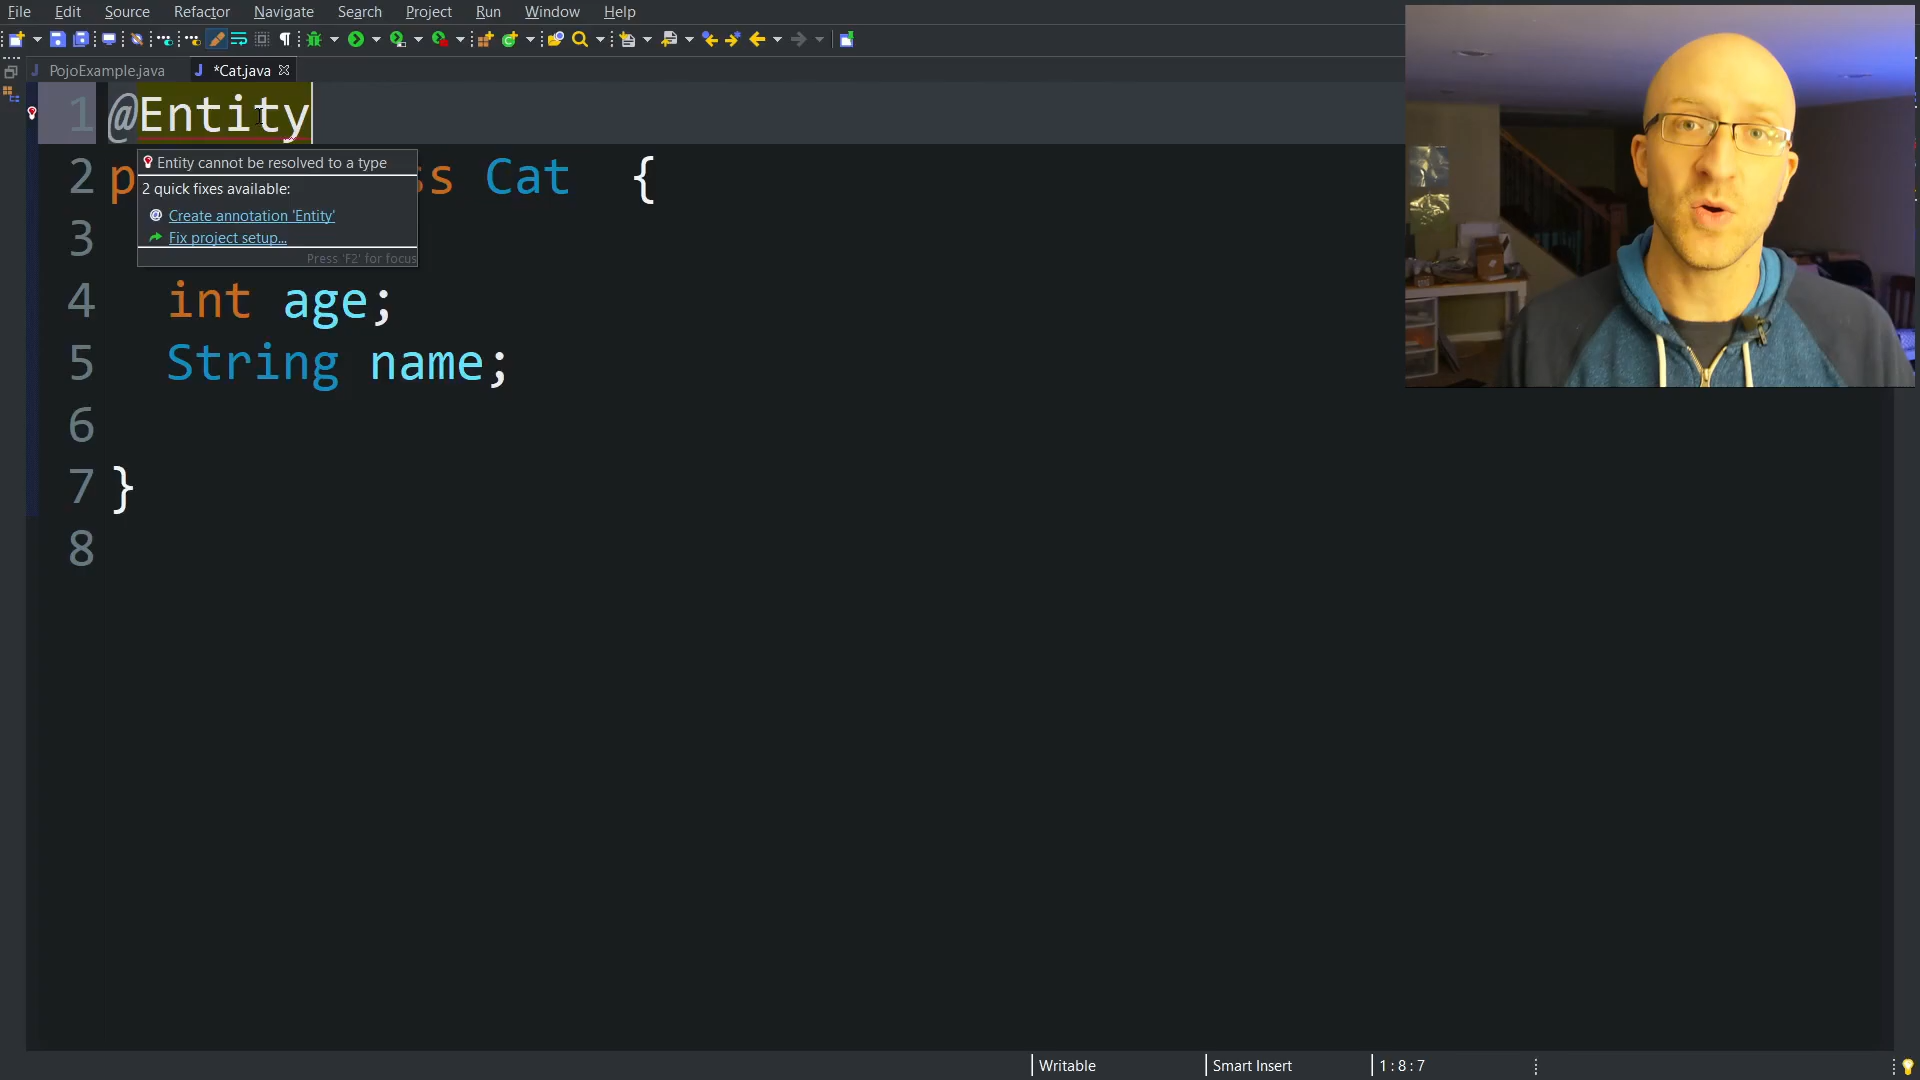 File Edit Source Refactor Navigate Search Project Run Window Help
PojoExample.java *Cat.java
1 @Entity
Entity cannot be resolved to a type
2 p ss Cat {
2 quick fixes available:
Create annotation 'Entity'
3
Fix project setup...
Press 'F2' for focus
4 int age;
5 String name;
6
7 }
8
Writable Smart Insert 1 : 8 : 7